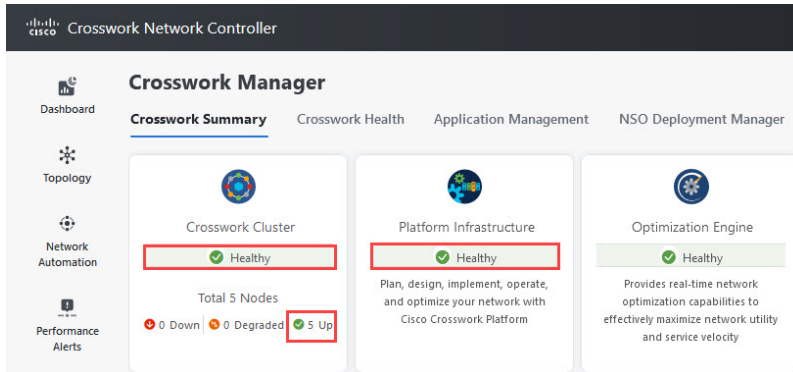 cisco Crosswork Network Controller
Dashboard
Topology
Network
Automation
Performance
Alerts
Crosswork Manager
Crosswork Summary Crosswork Health Application Management NSO Deployment Manager
Crosswork Cluster
Healthy
Total 5 Nodes
0 Down 0 Degraded 5 Up
Platform Infrastructure
Healthy
Plan, design, implement, operate,
and optimize your network with
Cisco Crosswork Platform
Optimization Engine
Healthy
Provides real-time network
optimization capabilities to
effectively maximize network utility
and service velocity